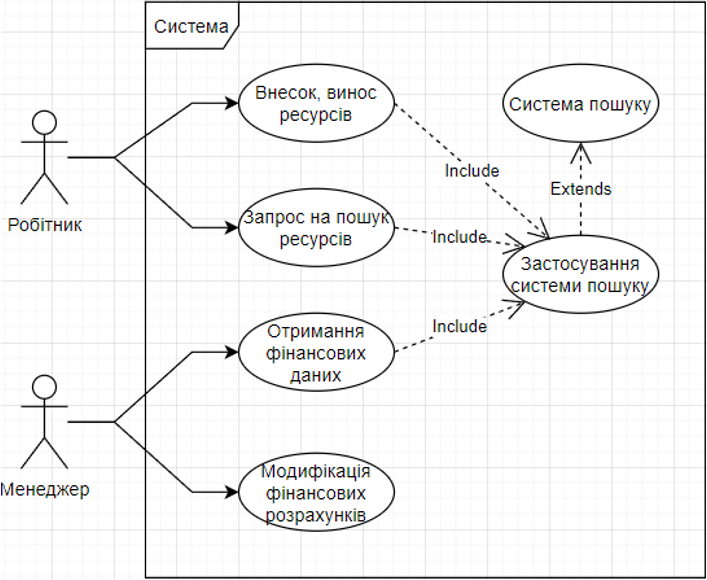 Система
Внесок, винос
ресурсів
Система пошуку
Include
Extends
Робітник
Запрос на пошук
ресурсів
Include
Застосування
системи пошуку
Include
Отримання
фінансових
даних
Менеджер
Модифікація
фінансових
розрахунків